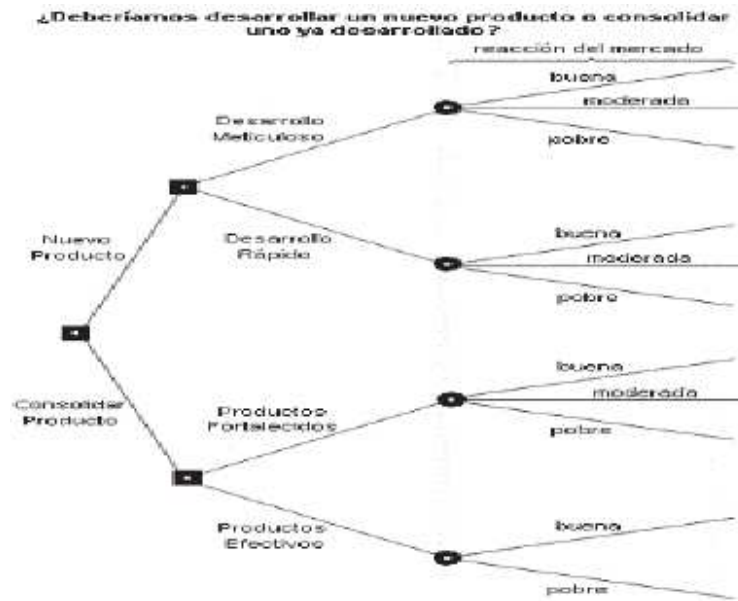 ¿Deberíamos desarrollar un nuevo producto o consolidar
uno ya desarrollado?
reacción del mercado
buena
moderada
pobre
Desarrollo
Meticuloso
Nuevo
Producto
Desarrollo
Rápido
buena
moderada
pobre
Consolidar
Producto
Productos
Fortalecidos
buena
moderada
pobre
Productos
Efectivos
buena
pobre